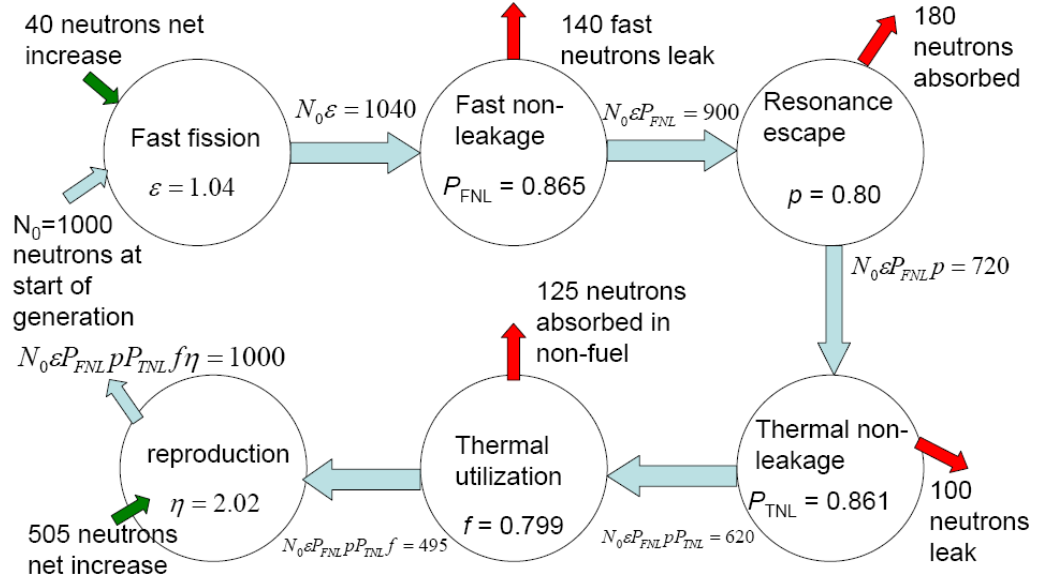 40 neutrons net
increase
Fast fission
ε = 1.04
N₀=1000
neutrons at
start of
generation
N₀ε = 1040
140 fast
neutrons leak
Fast non-
leakage
P_FNL = 0.865
N₀εP_FNL = 900
180
neutrons
absorbed
Resonance
escape
p = 0.80
N₀εP_FNL p = 720
Thermal non-
leakage
P_TNL = 0.861
100
neutrons
leak
N₀εP_FNL pP_TNL = 620
125 neutrons
absorbed in
non-fuel
Thermal
utilization
f = 0.799
N₀εP_FNL pP_TNL f = 495
reproduction
η = 2.02
505 neutrons
net increase
N₀εP_FNL pP_TNL fη = 1000